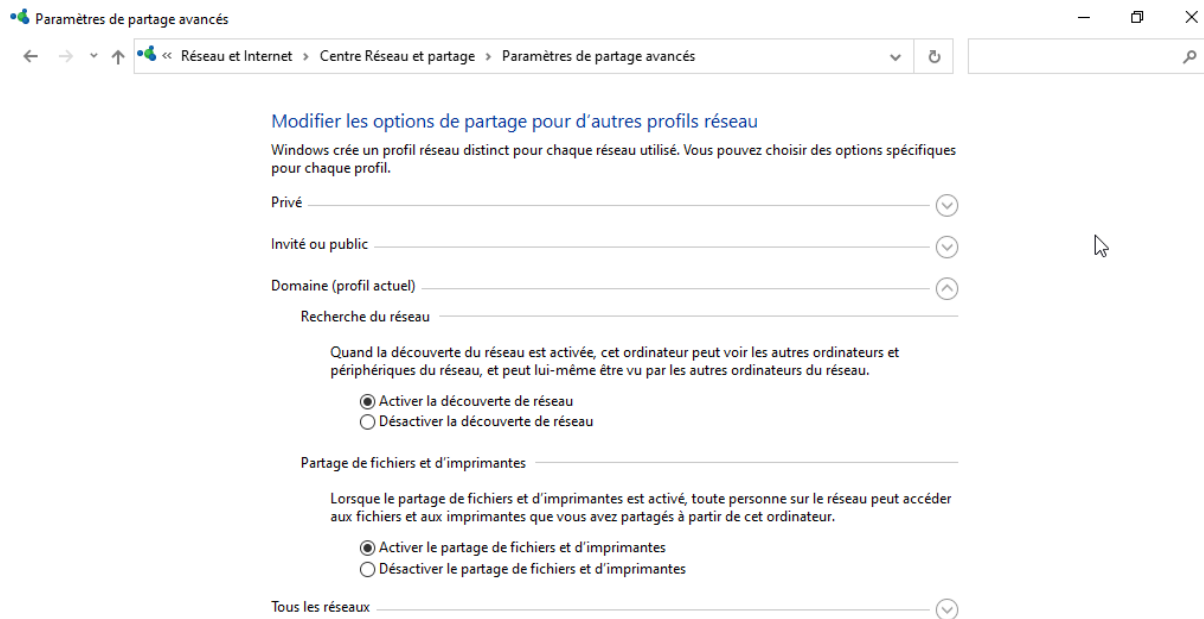 Paramètres de partage avancés
« Réseau et Internet > Centre Réseau et partage > Paramètres de partage avancés
Modifier les options de partage pour d’autres profils réseau
Windows crée un profil réseau distinct pour chaque réseau utilisé. Vous pouvez choisir des options spécifiques
pour chaque profil.
Privé
Invité ou public
Domaine (profil actuel)
Recherche du réseau
Quand la découverte du réseau est activée, cet ordinateur peut voir les autres ordinateurs et
périphériques du réseau, et peut lui-même être vu par les autres ordinateurs du réseau.
Activer la découverte de réseau
Désactiver la découverte de réseau
Partage de fichiers et d’imprimantes
Lorsque le partage de fichiers et d’imprimantes est activé, toute personne sur le réseau peut accéder
aux fichiers et aux imprimantes que vous avez partagés à partir de cet ordinateur.
Activer le partage de fichiers et d’imprimantes
Désactiver le partage de fichiers et d’imprimantes
Tous les réseaux